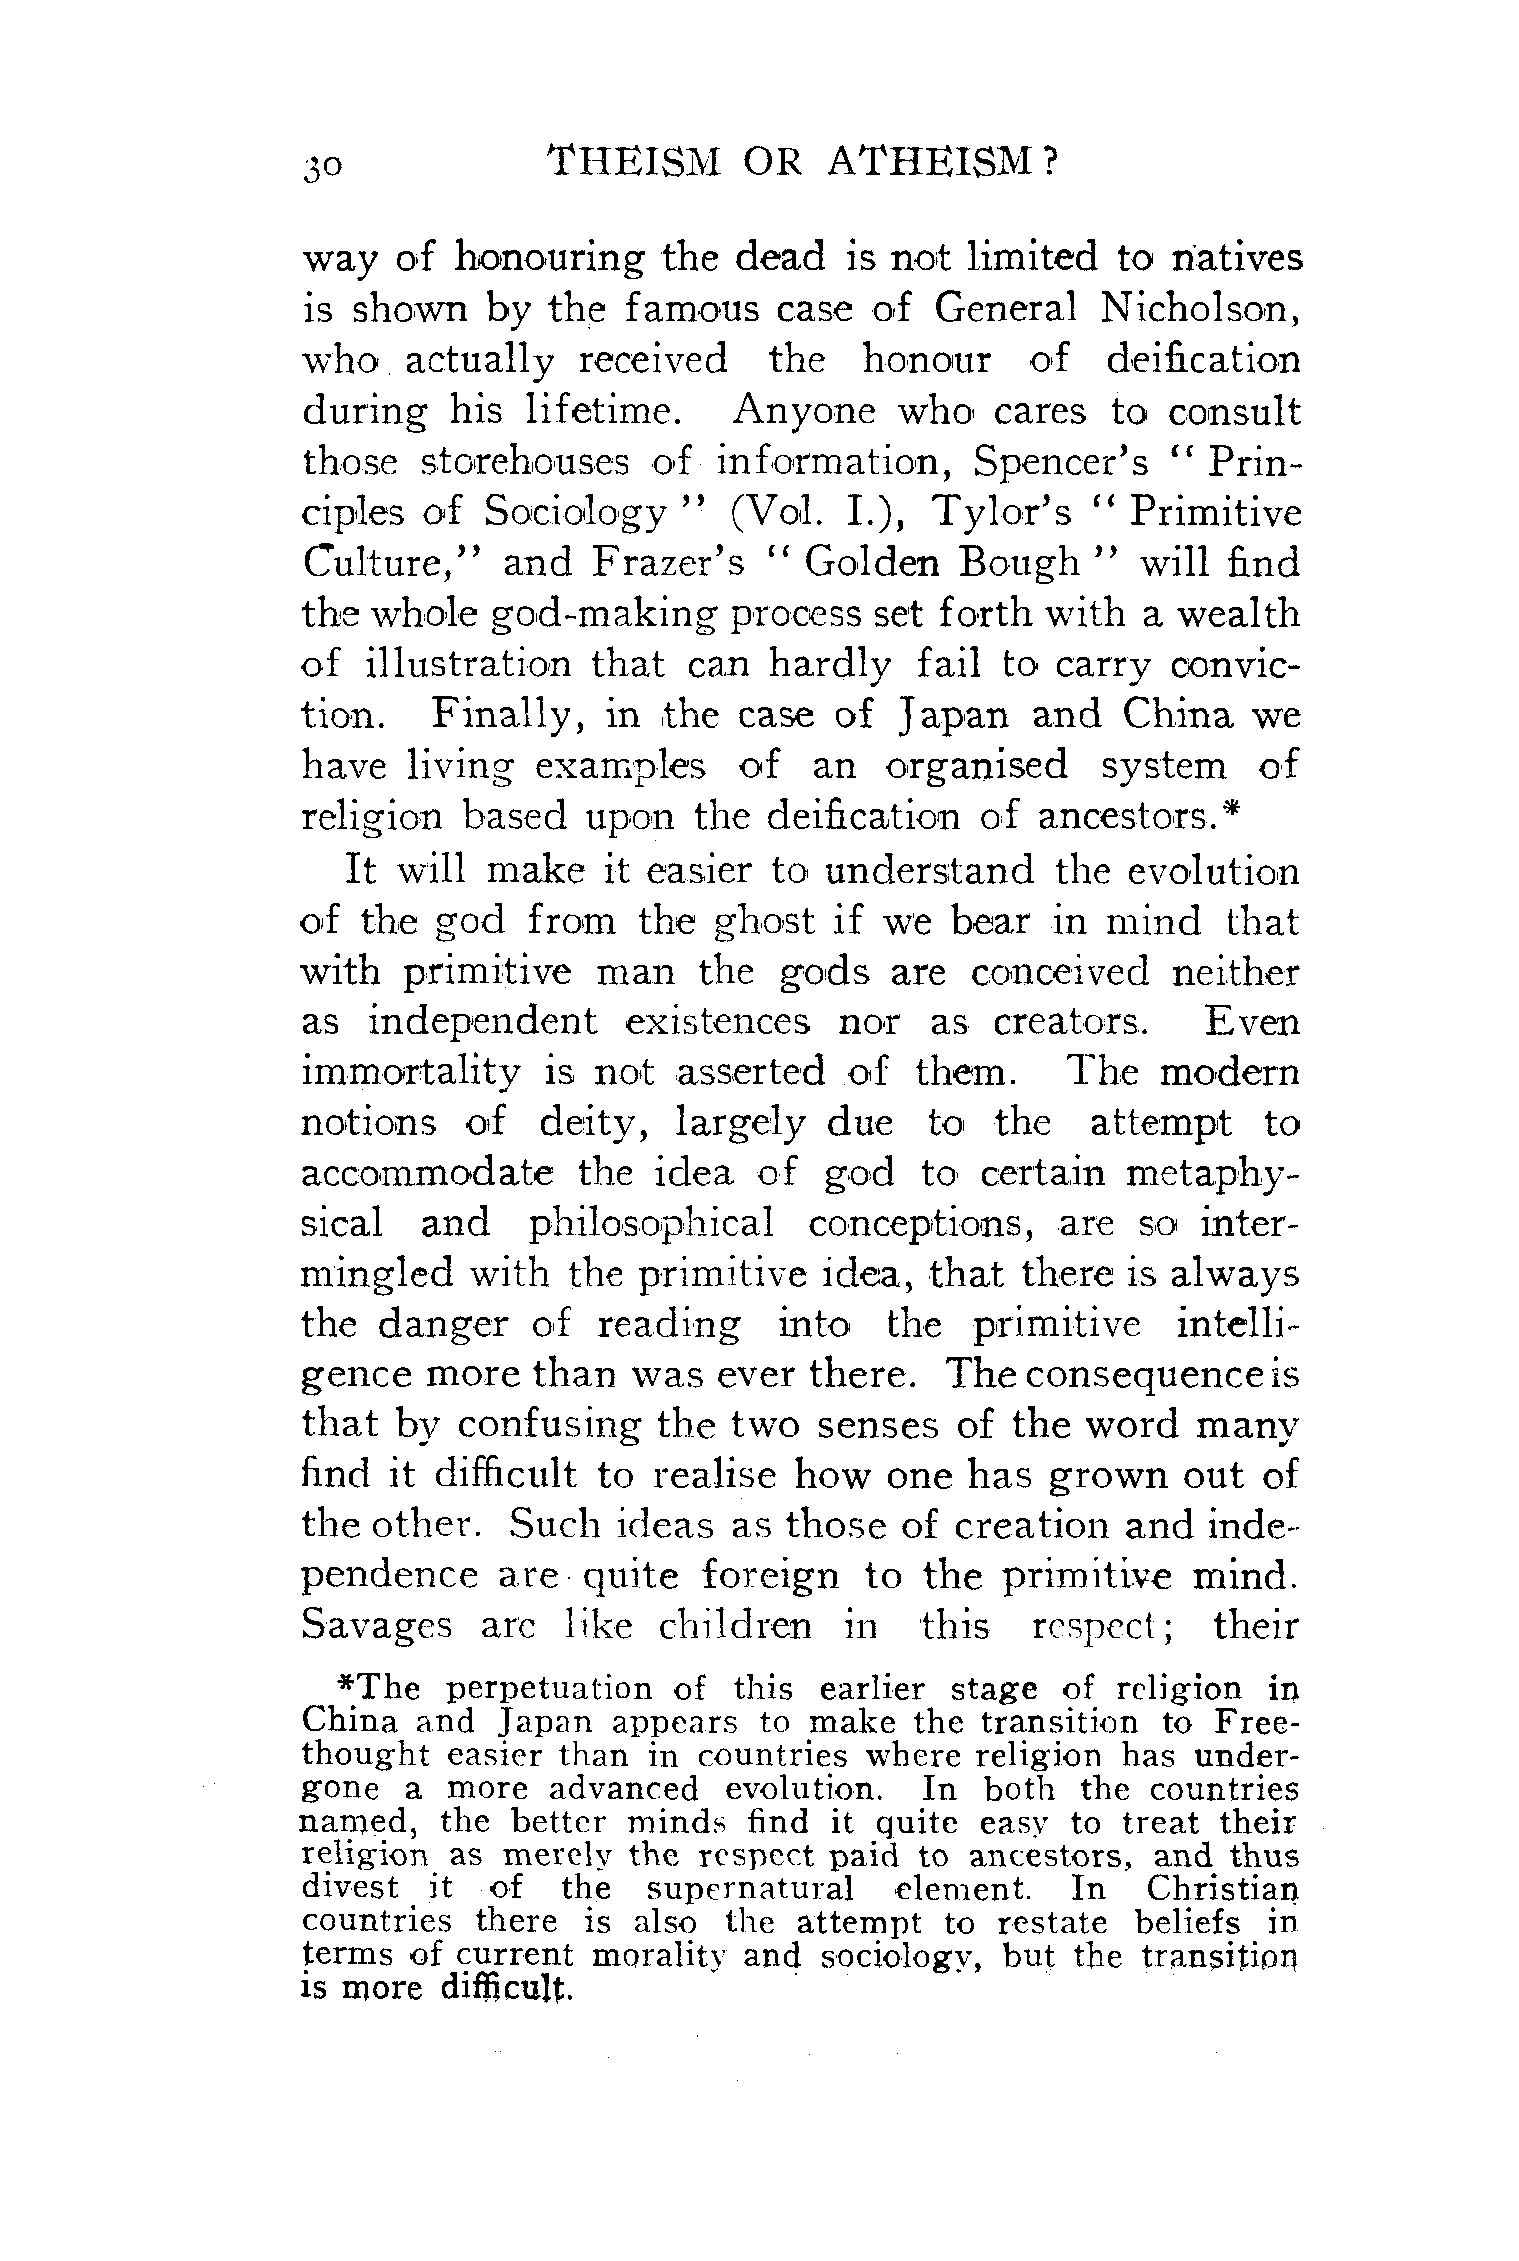 30 THEISM OR ATHEISM ?
way of honouring the dead is not limited to natives
is shown by the famous case of General Nicholson,
who actually received the honour of deification
during his lifetime. Anyone who cares to consult
those storehouses of information, Spencer's " Prin-
ciples of Sociology " (Vol. I.), Tylor's " Primitive
Culture," and Frazer's " Golden Bough " will find
the whole god-making process set forth with a wealth
of illustration that can hardly fail to carry convic-
tion. Finally, in the case of Japan and China we
have living examples of an organised system of
religion based upon the deification of ancestors.*
It will make it easier to understand the evolution
of the god from the ghost if we bear in mind that
with primitive man the gods are conceived neither
as independent existences nor as creators. Even
immortality is not asserted of them. The modern
notions of deity, largely due to the attempt to
accommodate the idea of god to certain metaphy-
sical and philosophical conceptions, are so inter-
mingled with the primitive idea, that there is always
the danger of reading into the primitive intelli-
gence more than was ever there. The consequence is
that by confusing the two senses of the word many
find it difficult to realise how one has grown out of
the other. Such ideas as those of creation and inde-
pendence are quite foreign to the primitive mind.
Savages are like children in this respect; their
*The perpetuation of this earlier stage of religion in
China and Japan appears to make the transition to Free-
thought easier than in countries where religion has under-
gone a more advanced evolution. In both the countries
named, the better minds find it quite easy to treat their
religion as merely the respect paid to ancestors, and thus
divest it of the supernatural element. In Christian
countries there is also the attempt to restate beliefs in
terms of current morality and sociology, but the transition
is more difficult.